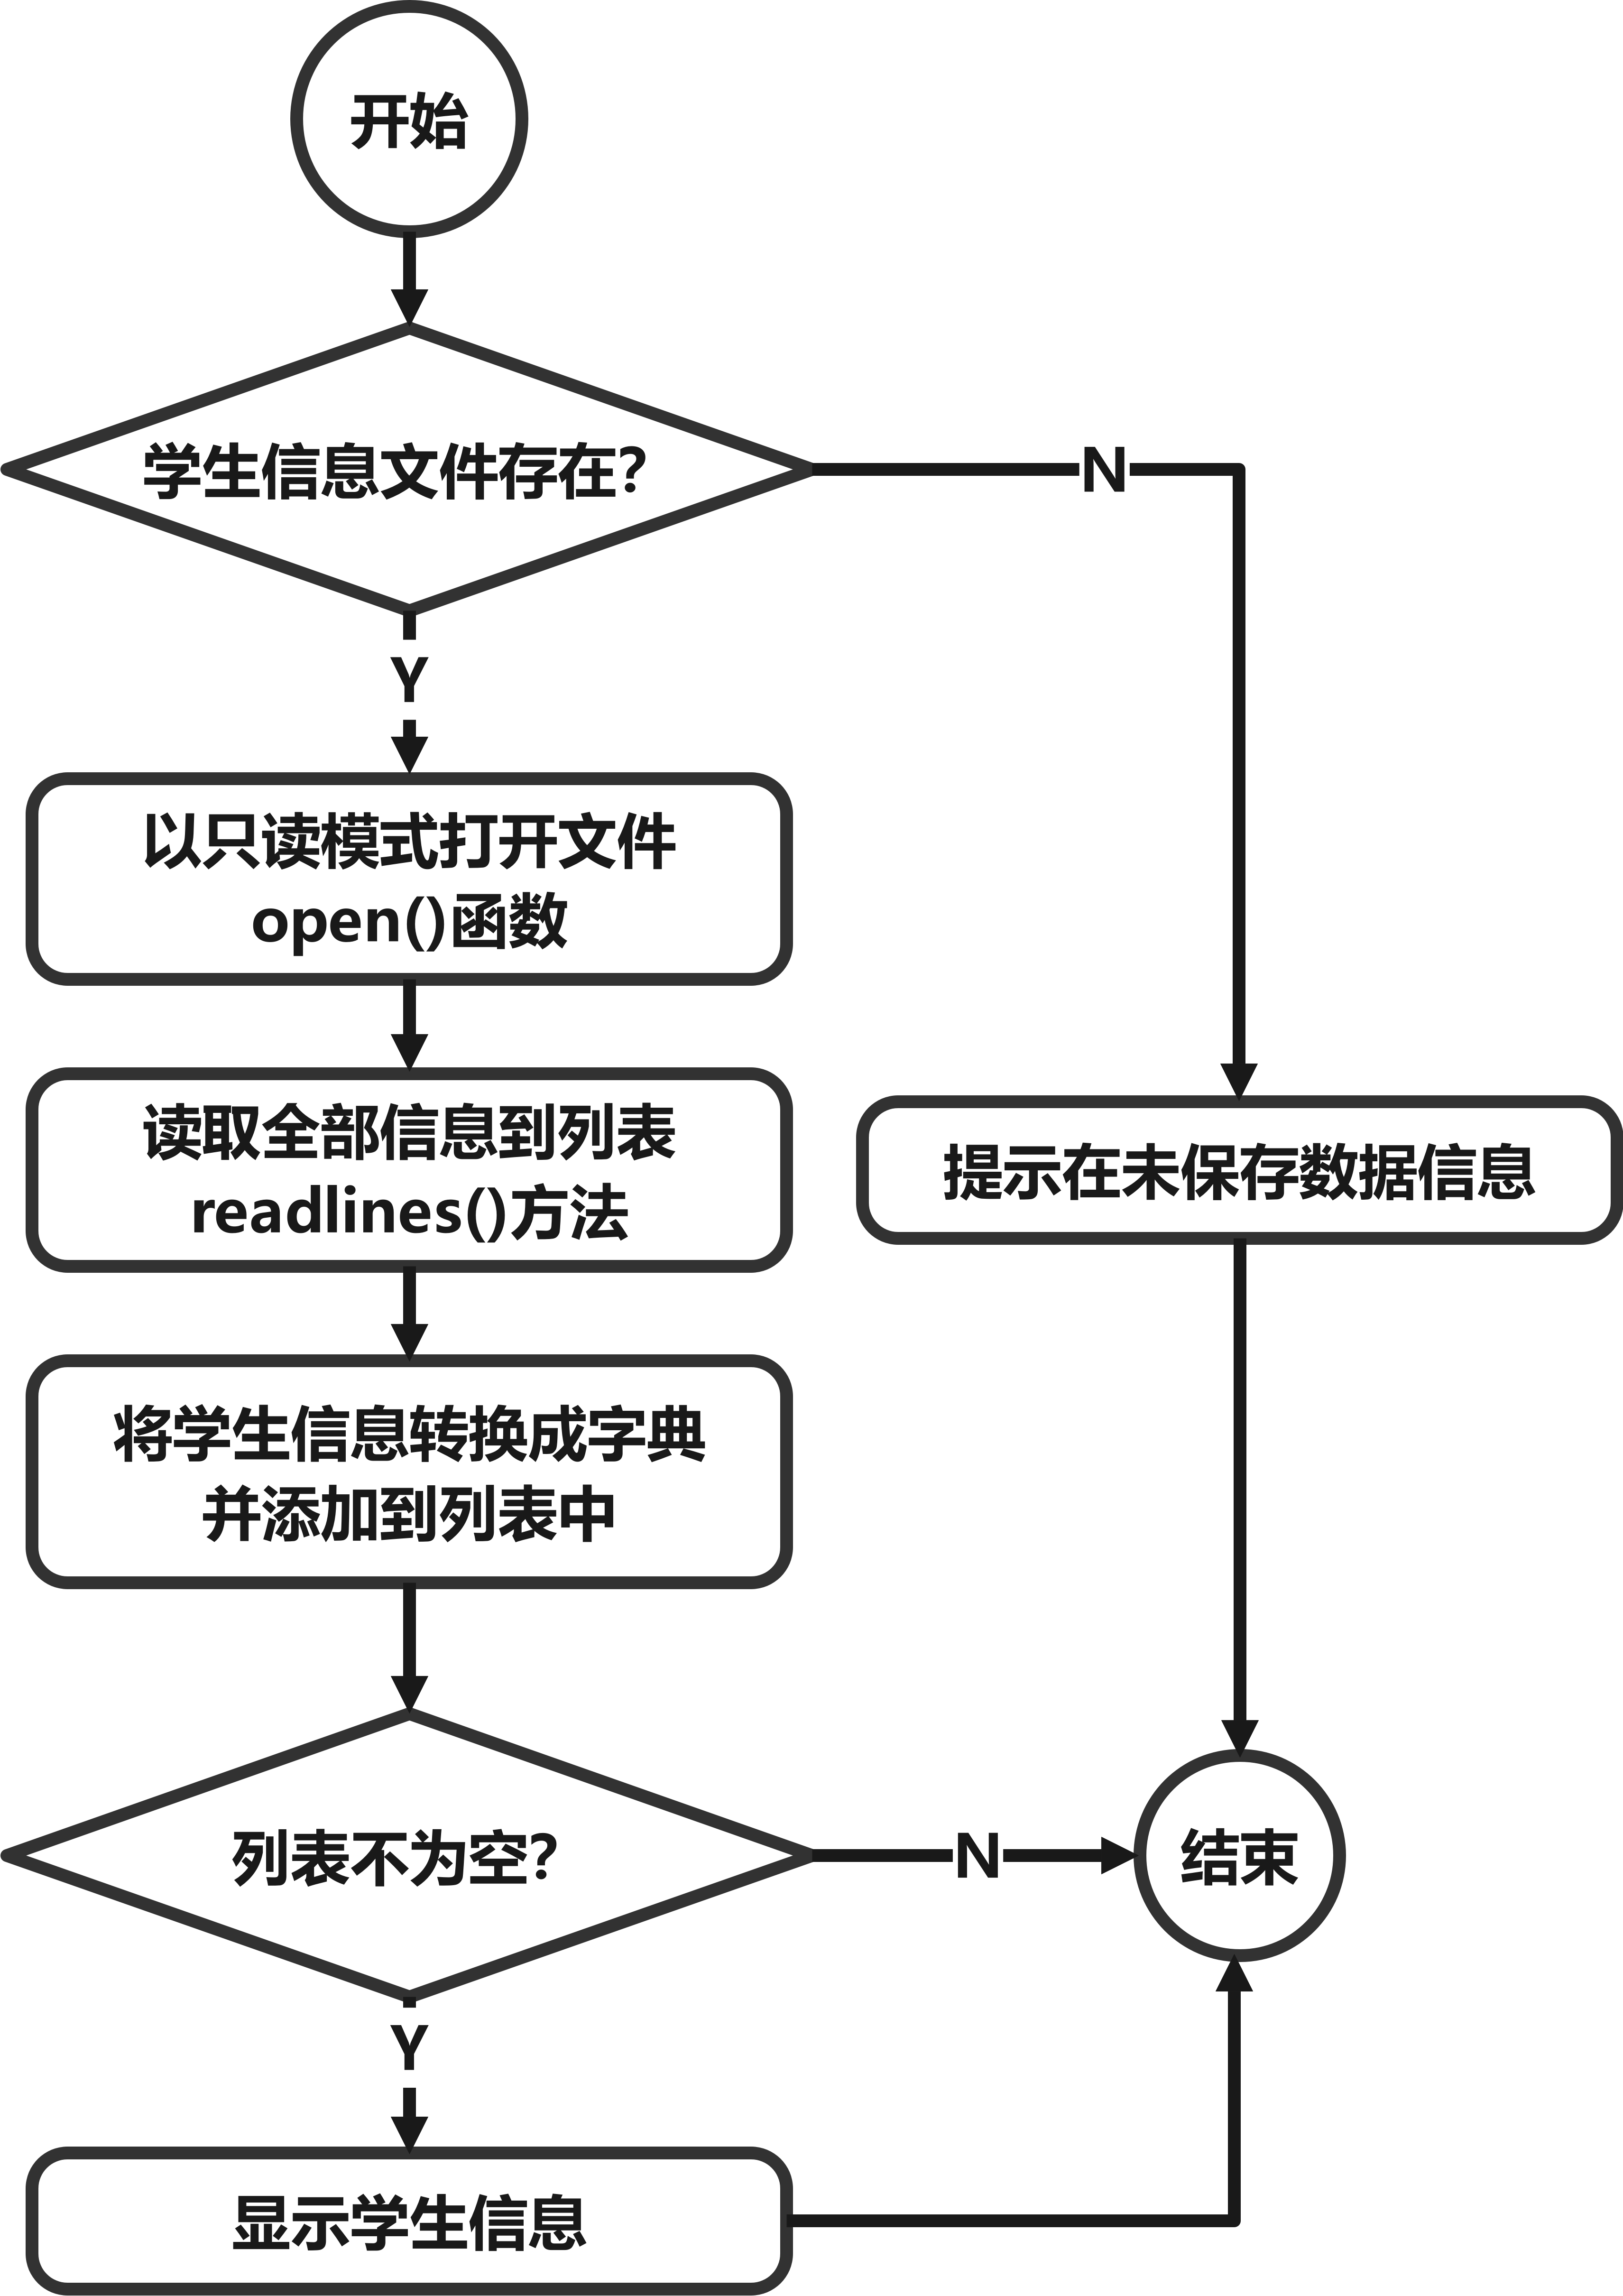 开始
学生信息文件存在?
N
Y
以只读模式打开文件
open()函数
读取全部信息到列表
readlines()方法
提示在未保存数据信息
将学生信息转换成字典
并添加到列表中
列表不为空?
N
结束
Y
显示学生信息